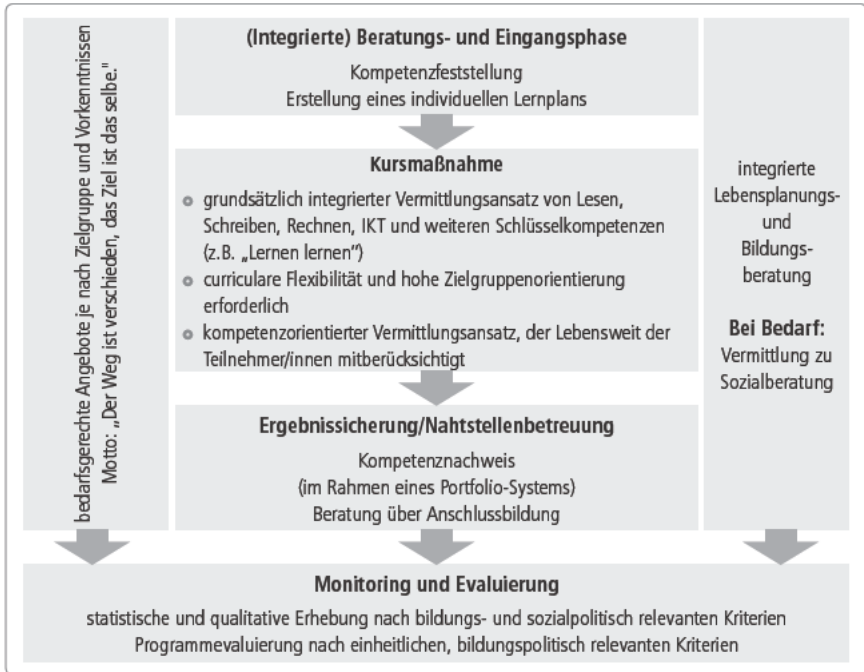 bedarfsgerechte Angebote je nach Zielgruppe und Vorkenntnissen
Motto: „Der Weg ist verschieden, das Ziel ist das selbe."
(Integrierte) Beratungs- und Eingangsphase
Kompetenzfeststellung
Erstellung eines individuellen Lernplans
Kursmaßnahme
grundsätzlich integrierter Vermittlungsansatz von Lesen,
Schreiben, Rechnen, IKT und weiteren Schlüsselkompetenzen
(z.B. „Lernen lernen“)
curriculare Flexibilität und hohe Zielgruppenorientierung
erforderlich
kompetenzorientierter Vermittlungsansatz, der Lebensweit der
Teilnehmer/innen mitberücksichtigt
Ergebnissicherung/Nahtstellenbetreuung
Kompetenznachweis
(im Rahmen eines Portfolio-Systems)
Beratung über Anschlussbildung
integrierte
Lebensplanungs-
und
Bildungs-
beratung
Bei Bedarf:
Vermittlung zu
Sozialberatung
Monitoring und Evaluierung
statistische und qualitative Erhebung nach bildungs- und sozialpolitisch relevanten Kriterien
Programmevaluierung nach einheitlichen, bildungspolitisch relevanten Kriterien